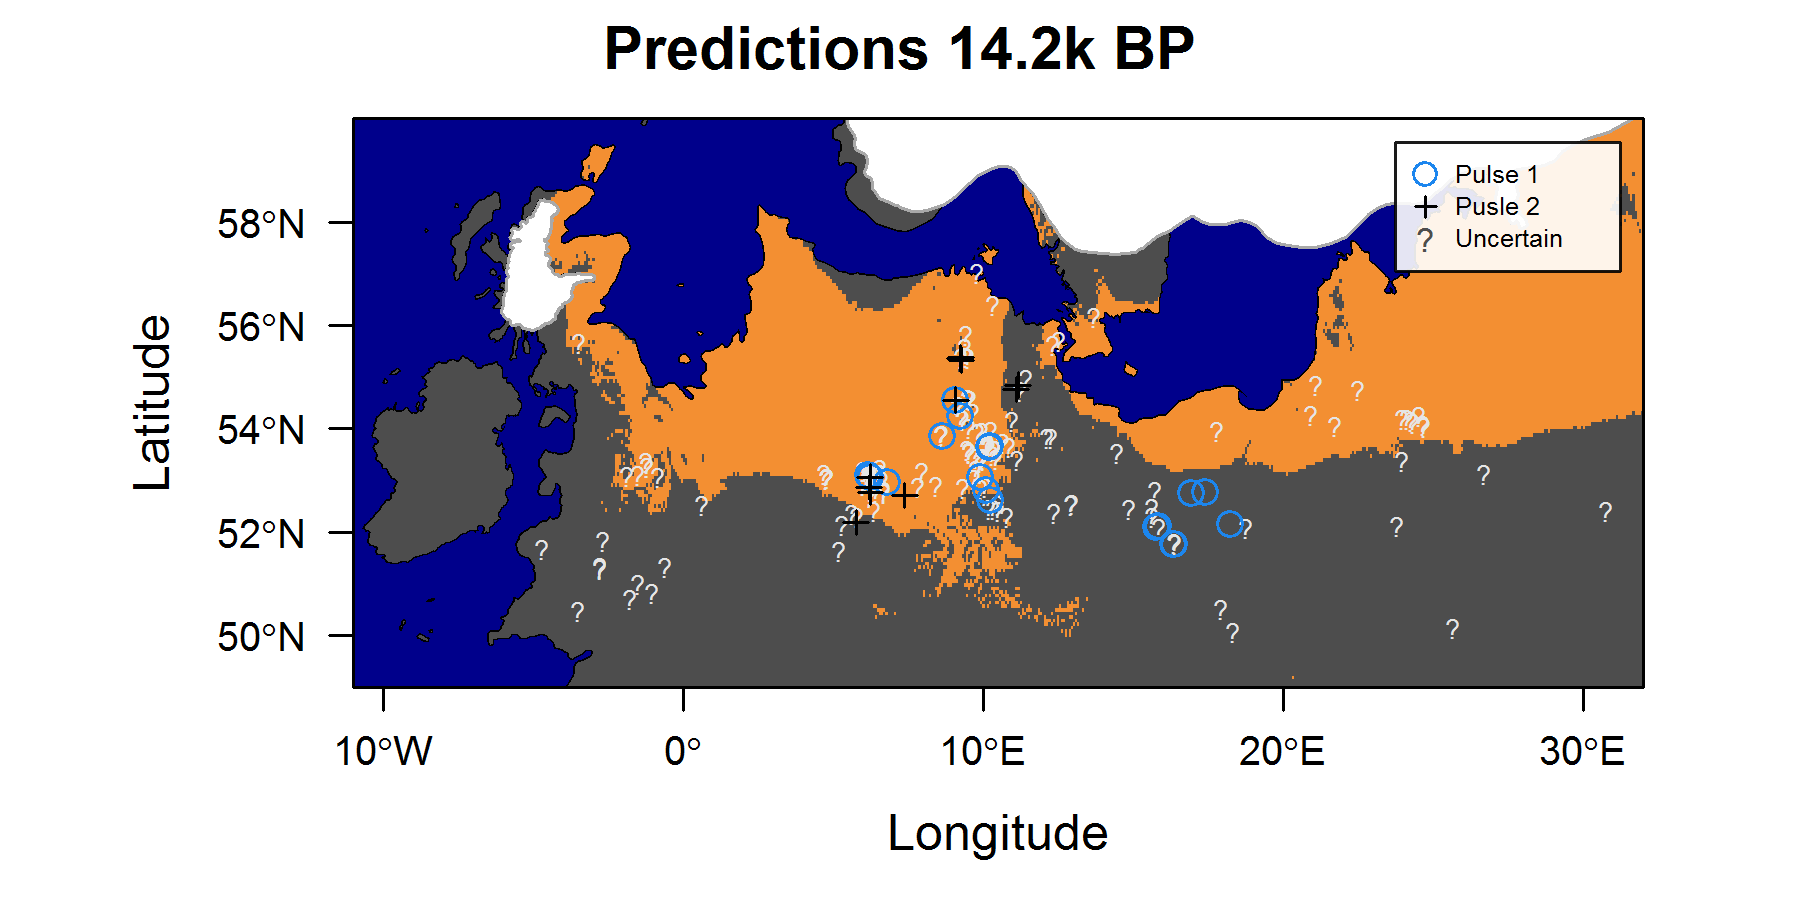 Predictions 14.2k BP
Pulse 1
Pusle 2
? Uncertain
58°N
56°N
54°N
52°N
50°N
Latitude
10°W
0°
10°E
20°E
30°E
Longitude